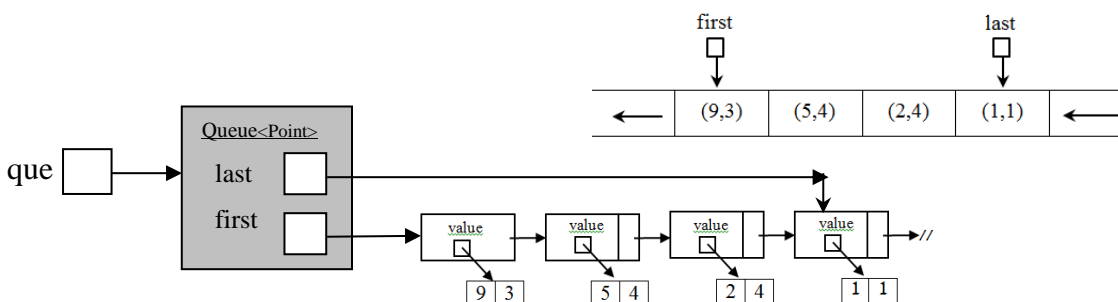 first last
(9,3) (5,4) (2,4) (1,1)
Queue<Point>
que
last
first
value value value value
9 3 5 4 2 4 1 1
//